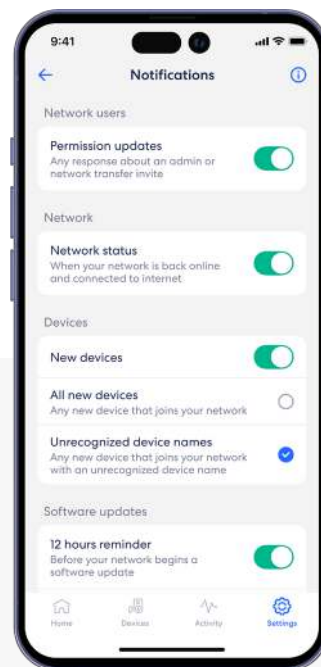 9:41
Notifications
Network users
Permission updates
Any response about an admin or
network transfer invite
Network
Network status
When your network is back online
and connected to internet
Devices
New devices
All new devices
Any new device that joins your network
Unrecognized device names
Any new device that joins your network
with an unrecognized device name
Software updates
12 hours reminder
Before your network begins a
software update
Home
Devices
Activity
Settings